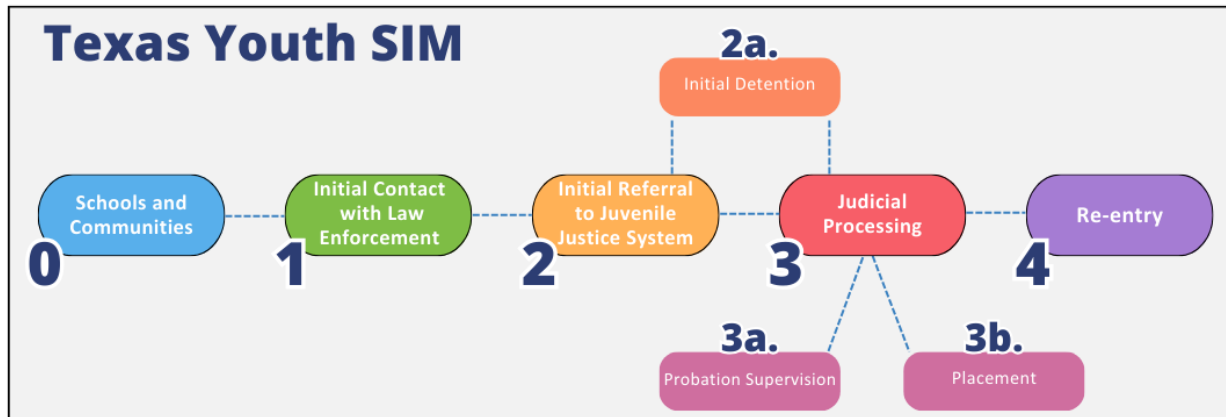 Texas Youth SIM
2a.
Initial Detention
Schools and
Communities
0
Initial Contact
with Law
Enforcement
1
Initial Referral
to Juvenile
Justice System
2
Judicial
Processing
3
Re-entry
4
3a.
Probation Supervision
3b.
Placement